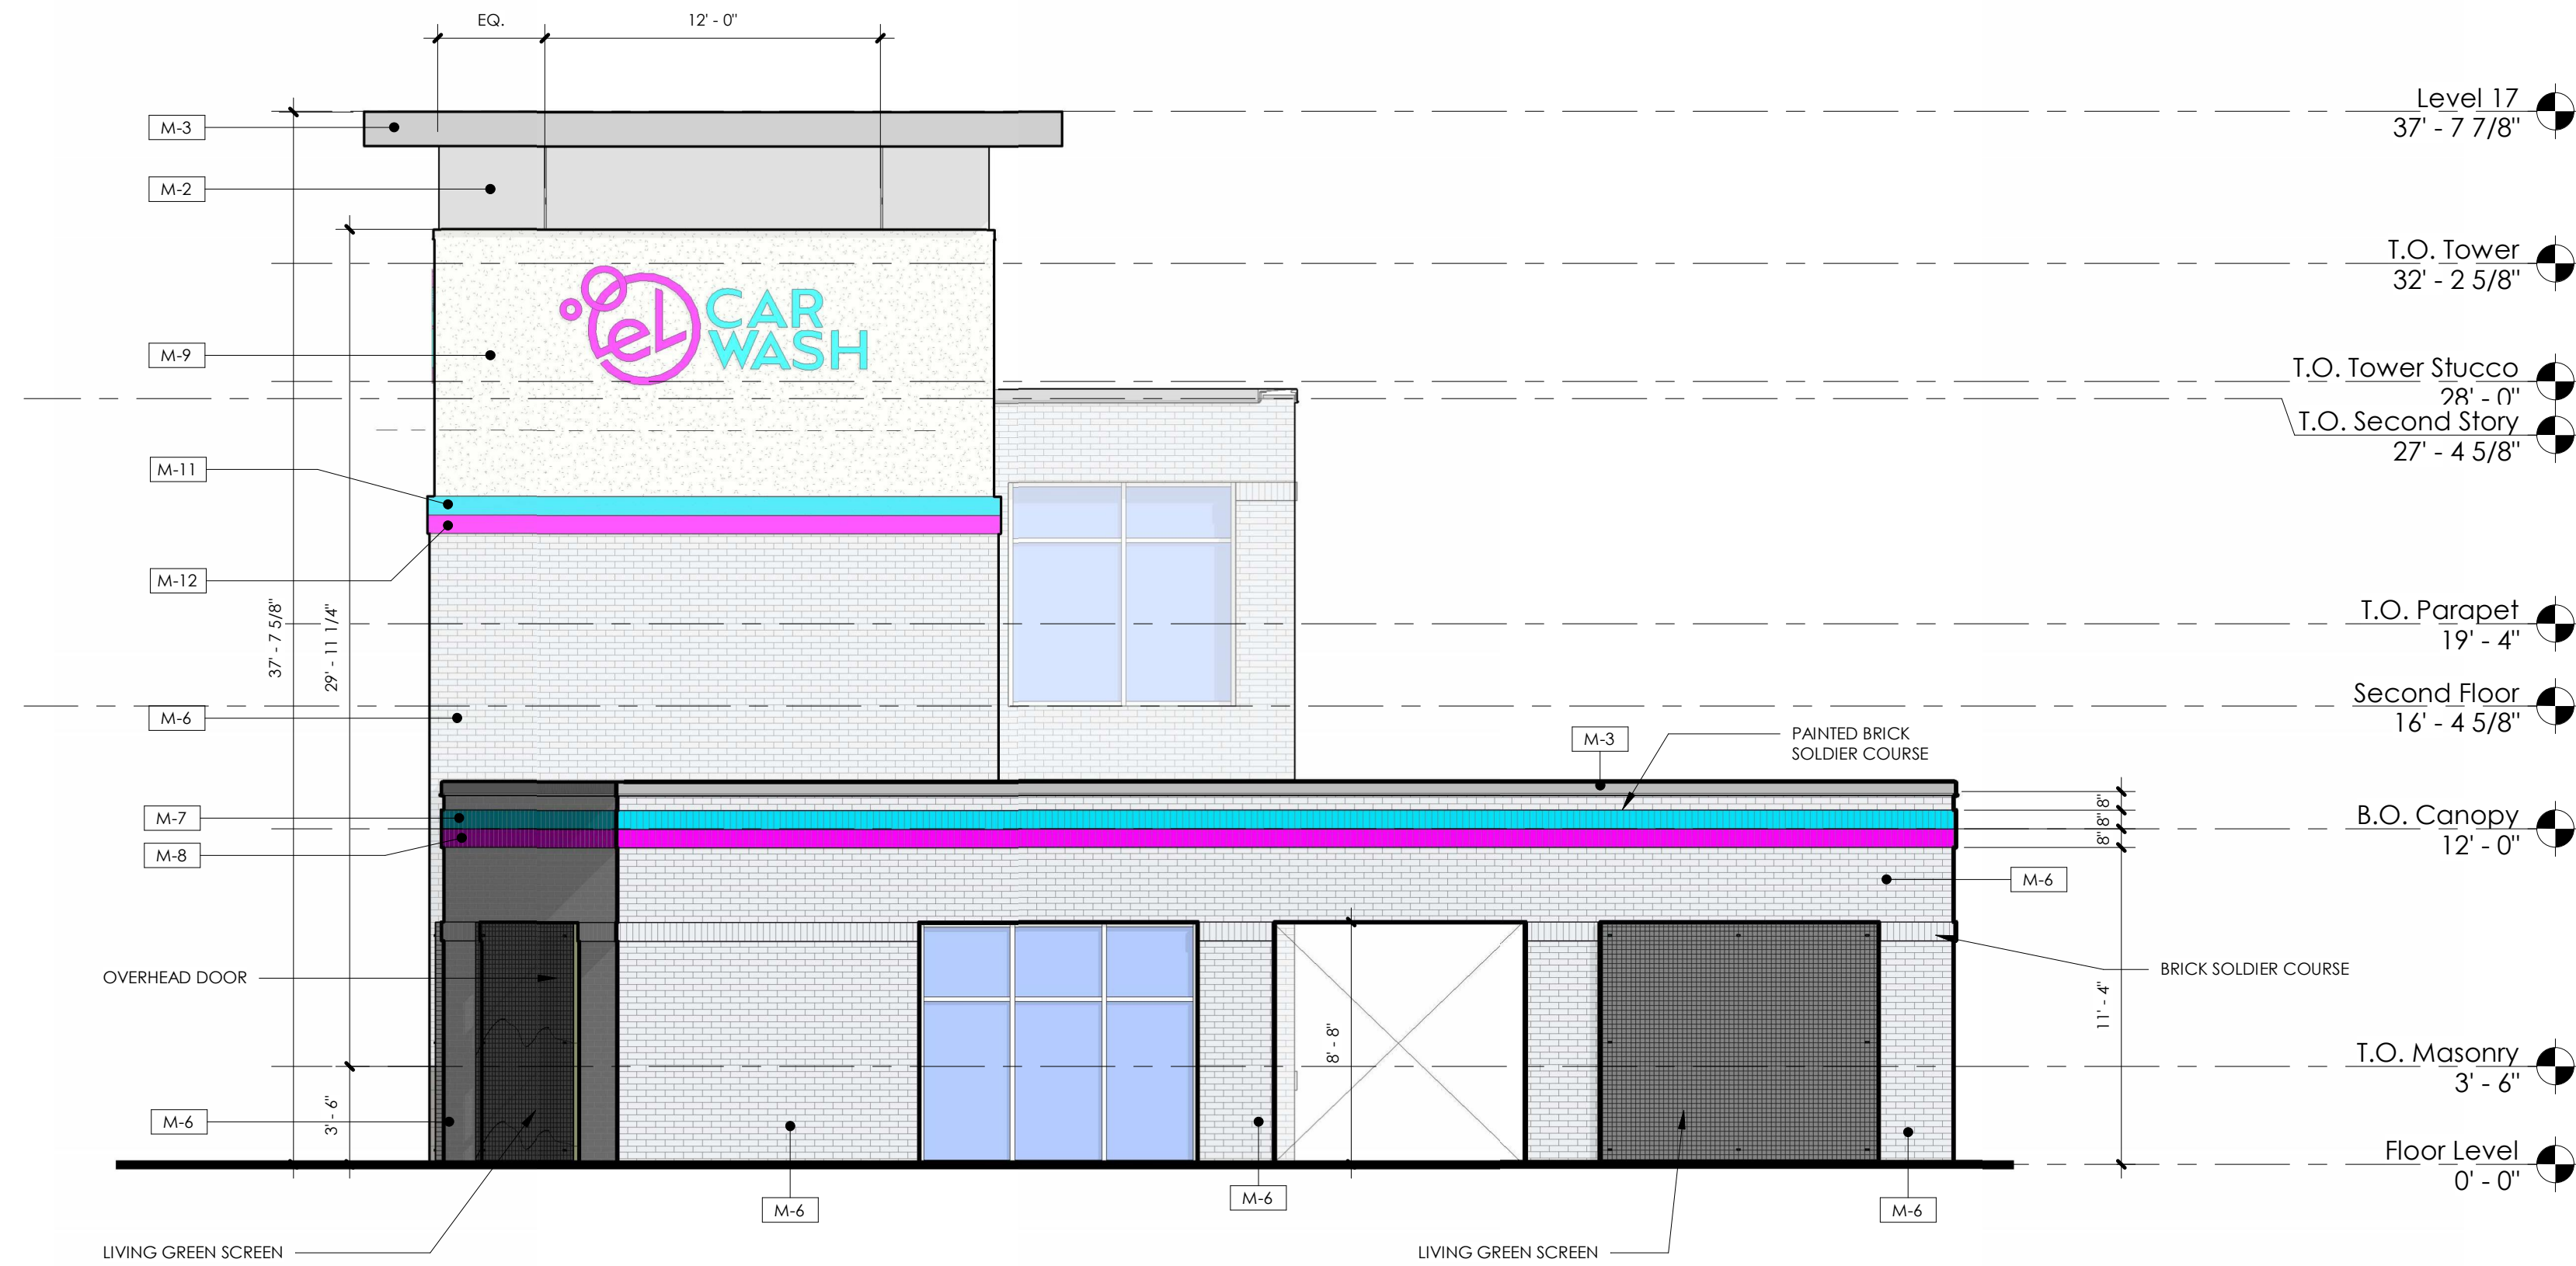 EQ.
12' - 0"
Level 17
37' - 7 7/8"
M-3
M-2
T.O. Tower
32' - 2 5/8"
eL CAR
WASH
M-9
T.O. Tower Stucco
28' - 0"
T.O. Second Story
27' - 4 5/8"
M-11
M-12
37' - 7 5/8"
29' - 11 1/4"
T.O. Parapet
19' - 4"
M-6
Second Floor
16' - 4 5/8"
M-3
PAINTED BRICK
SOLDIER COURSE
M-7
M-8
8"
8"
8"
B.O. Canopy
12' - 0"
M-6
OVERHEAD DOOR
BRICK SOLDIER COURSE
8' - 8"
11' - 4"
T.O. Masonry
3' - 6"
M-6
3' - 6"
Floor Level
0' - 0"
M-6
M-6
M-6
LIVING GREEN SCREEN
LIVING GREEN SCREEN